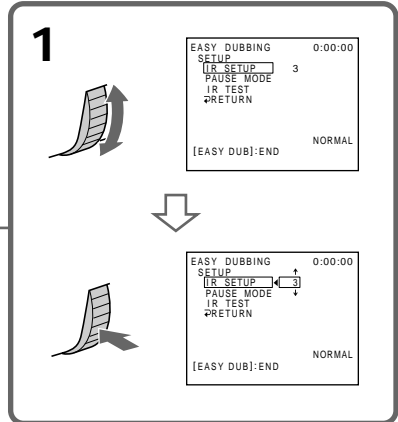 1
EASY DUBBING 0:00:00
SETUP
IR SETUP 3
PAUSE MODE
IR TEST
RETURN
NORMAL
[EASY DUB]:END
EASY DUBBING 0:00:00
SETUP
IR SETUP 3
PAUSE MODE
IR TEST
RETURN
NORMAL
[EASY DUB]:END